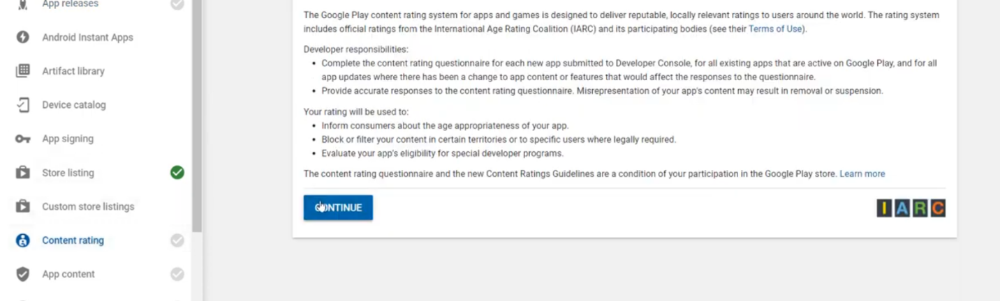 App releases
Android Instant Apps
Artifact library
Device catalog
App signing
Store listing
Custom store listings
Content rating
App content
The Google Play content rating system for apps and games is designed to deliver reputable, locally relevant ratings to users around the world. The rating system
includes official ratings from the International Age Rating Coalition (IARC) and its participating bodies (see their Terms of Use).
Developer responsibilities:
• Complete the content rating questionnaire for each new app submitted to Developer Console, for all existing apps that are active on Google Play, and for all
app updates where there has been a change to app content or features that would affect the responses to the questionnaire.
• Provide accurate responses to the content rating questionnaire. Misrepresentation of your app's content may result in removal or suspension.
Your rating will be used to:
• Inform consumers about the age appropriateness of your app.
• Block or filter your content in certain territories or to specific users where legally required.
• Evaluate your app's eligibility for special developer programs.
The content rating questionnaire and the new Content Ratings Guidelines are a condition of your participation in the Google Play store. Learn more
CONTINUE
IARC